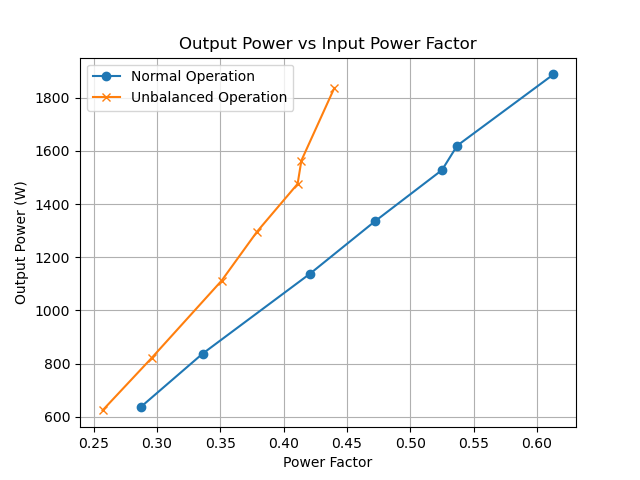 Output Power vs Input Power Factor
Normal Operation
Unbalanced Operation
Output Power (W)
1800
1600
1400
1200
1000
800
600
0.25 0.30 0.35 0.40 0.45 0.50 0.55 0.60
Power Factor